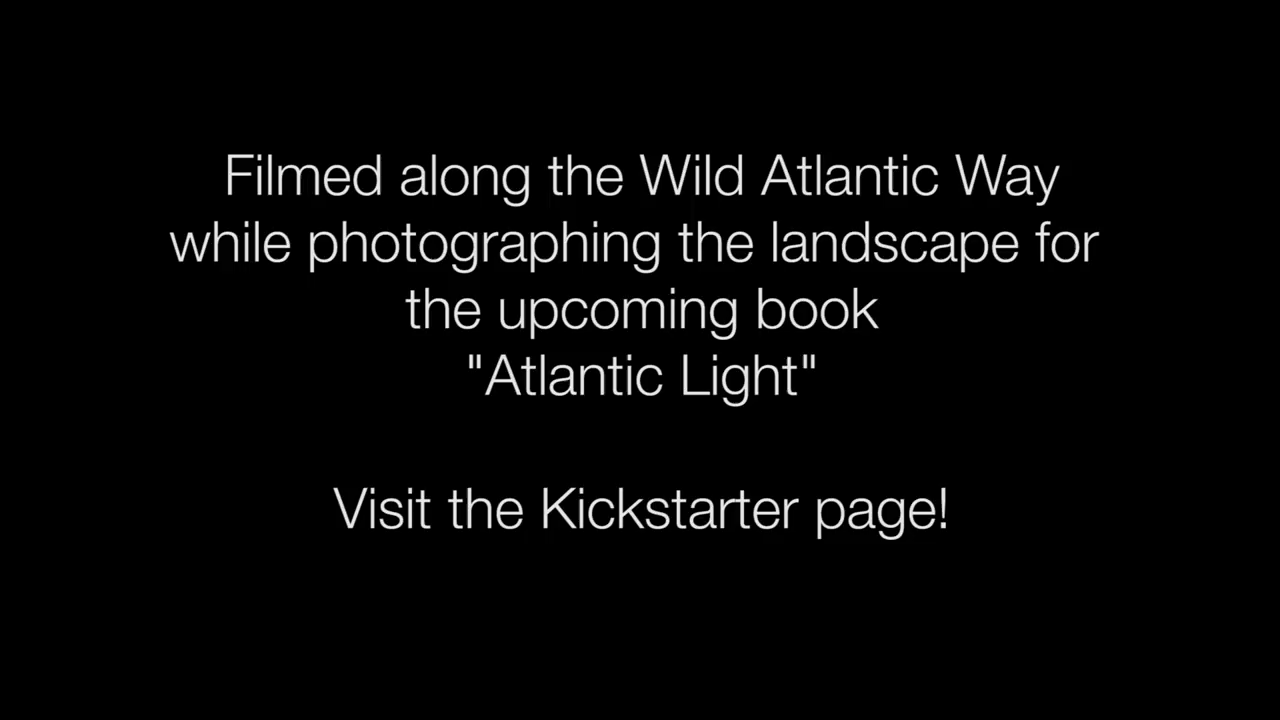 Filmed along the Wild Atlantic Way
while photographing the landscape for
the upcoming book
"Atlantic Light"
Visit the Kickstarter page!